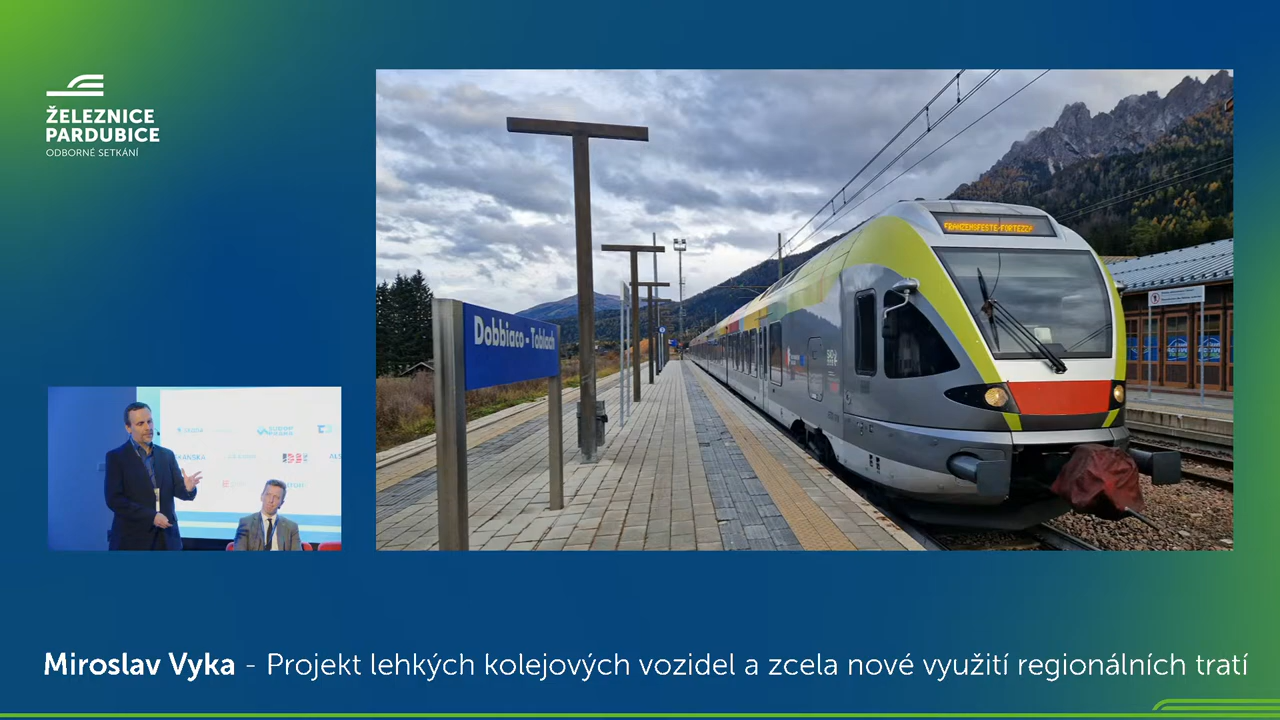 ŽELEZNICE
PARDUBICE
ODBORNÉ SETKÁNÍ
FRANZENSFESTE-FORTEZZA
Dobbiaco - Toblach
ŠKODA
Miroslav Vyka - Projekt lehkých kolejových vozidel a zcela nové využití regionálních tratí